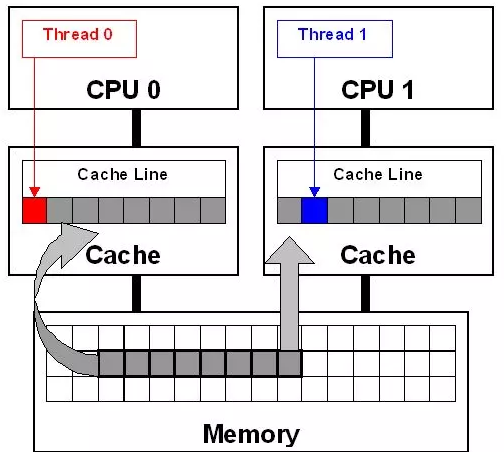 Thread 0
Thread 1
CPU 0
CPU 1
Cache Line
Cache Line
Cache
Cache
Memory